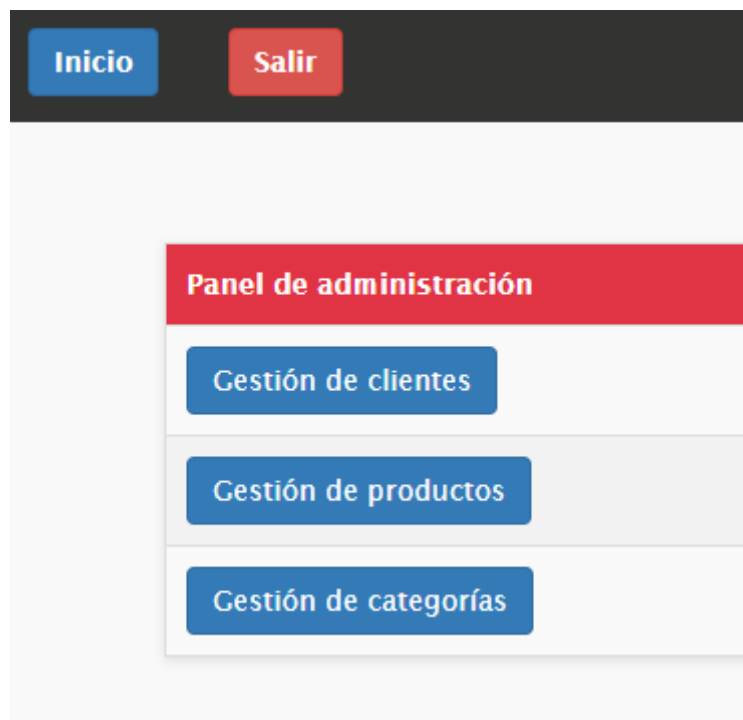 Inicio Salir
Panel de administración
Gestión de clientes
Gestión de productos
Gestión de categorías